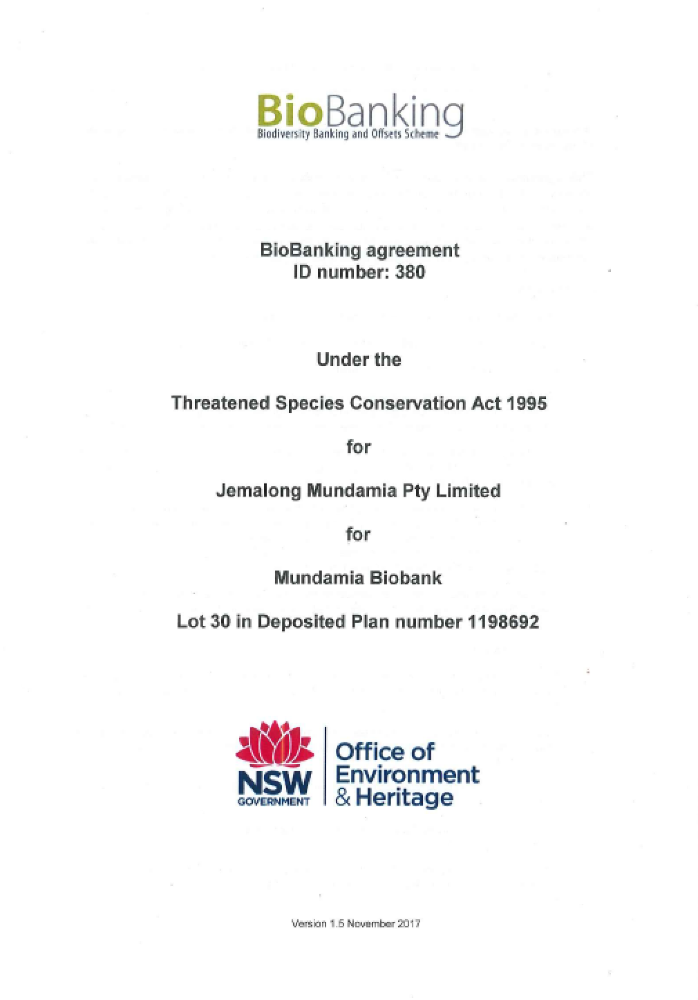 BioBanking
Biodiversity Banking and Offsets Scheme
BioBanking agreement
ID number: 380
Under the
Threatened Species Conservation Act 1995
for
Jemalong Mundamia Pty Limited
for
Mundamia Biobank
Lot 30 in Deposited Plan number 1198692
NSW
GOVERNMENT
Office of
Environment
& Heritage
Version 1.5 November 2017